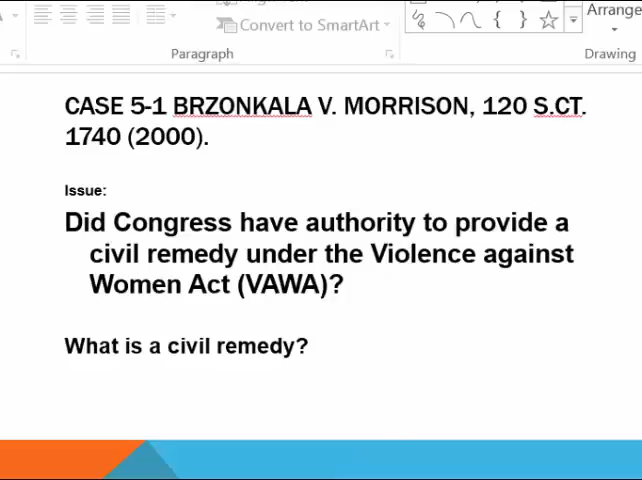 Convert to SmartArt
Arrange
Paragraph
Drawing
CASE 5-1 BRZONKALA V. MORRISON, 120 S.CT.
1740 (2000).
Issue:
Did Congress have authority to provide a
civil remedy under the Violence against
Women Act (VAWA)?
What is a civil remedy?